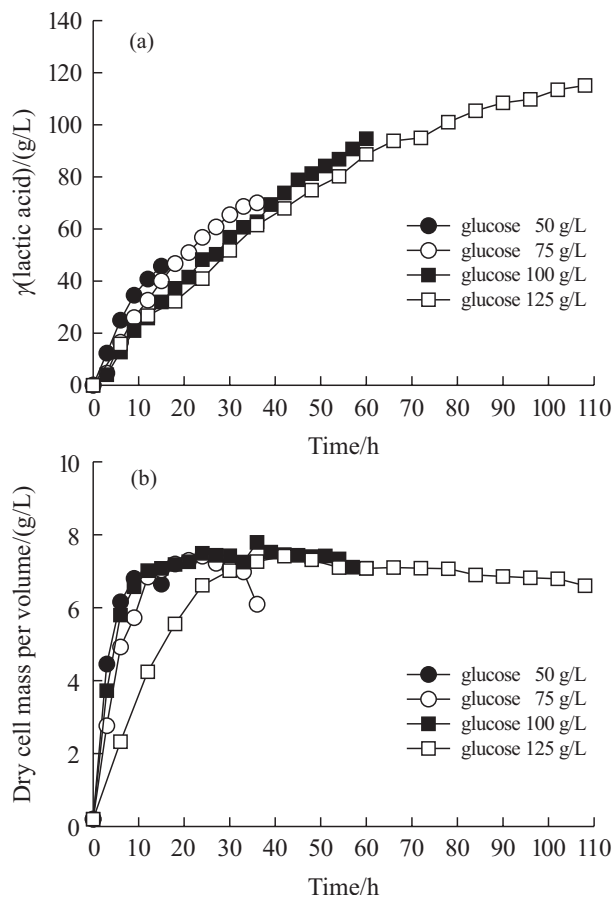 (a)
γ(lactic acid)/(g/L)
140
120
100
80
60
40
20
0
glucose 50 g/L
glucose 75 g/L
glucose 100 g/L
glucose 125 g/L
0 10 20 30 40 50 60 70 80 90 100 110
Time/h
(b)
Dry cell mass per volume/(g/L)
10
8
6
4
2
0
glucose 50 g/L
glucose 75 g/L
glucose 100 g/L
glucose 125 g/L
0 10 20 30 40 50 60 70 80 90 100 110
Time/h